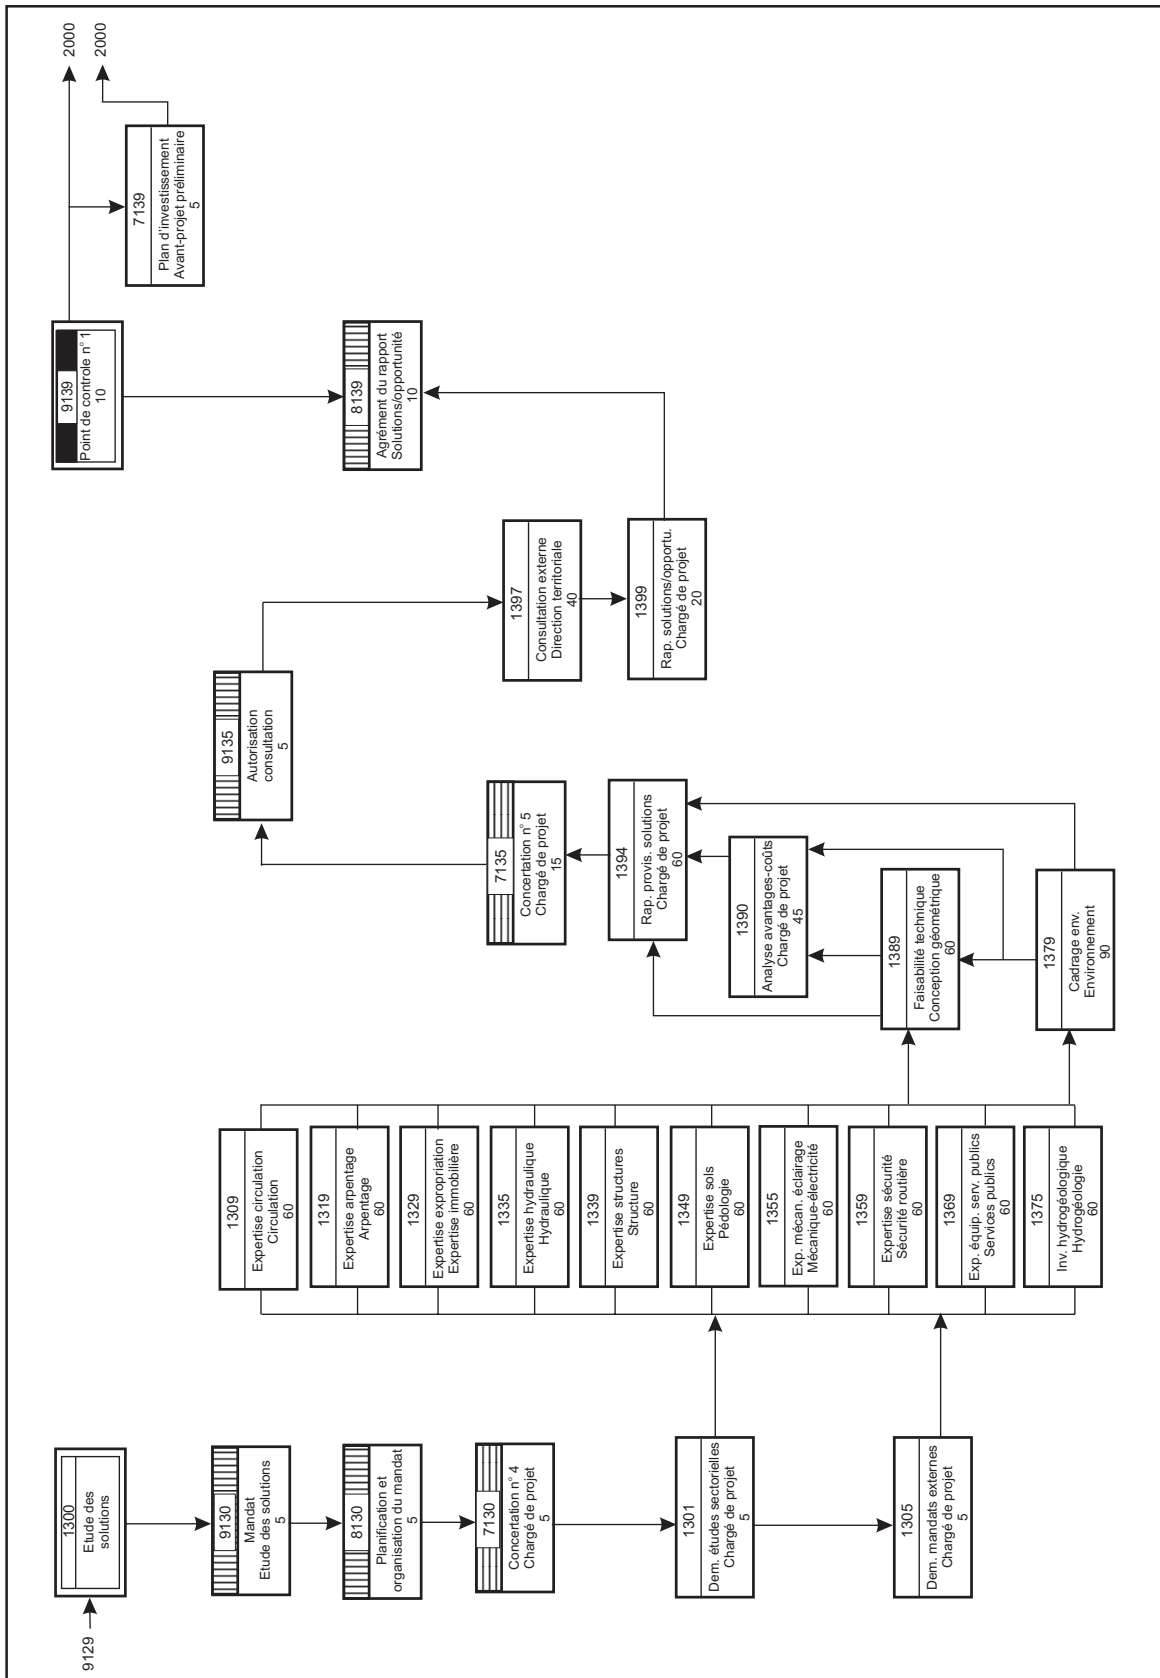 9129
1300
Etude des
solutions
9130
Mandat
Etude des solutions
5
8130
Planification et
organisation du mandat
5
7130
Concertation n° 4
Chargé de projet
5
1301
Dem. études sectorielles
Chargé de projet
5
1305
Dem. mandats externes
Chargé de projet
5
1309
Expertise circulation
Circulation
60
1319
Expertise arpentage
Arpentage
60
1329
Expertise expropriation
Expertise immobilière
60
1335
Expertise hydraulique
Hydraulique
60
1339
Expertise structures
Structure
60
1349
Expertise sols
Pédologie
60
1355
Exp. mécan. éclairage
Mécanique-électricité
60
1359
Expertise sécurité
Sécurité routière
60
1369
Exp. équip. serv. publics
Services publics
60
1375
Inv. hydrogéologique
Hydrogéologie
60
1379
Cadrage env.
Environnement
90
1389
Faisabilité technique
Conception géométrique
60
1390
Analyse avantages-coûts
Chargé de projet
45
1394
Rap. provis. solutions
Chargé de projet
60
7135
Concertation n° 5
Chargé de projet
15
9135
Autorisation
consultation
5
1397
Consultation externe
Direction territoriale
40
1399
Rap. solutions/opportu.
Chargé de projet
20
8139
Agrément du rapport
Solutions/opportunité
10
9139
Point de controle n° 1
10
7139
Plan d'investissement
Avant-projet préliminaire
5
2000
2000